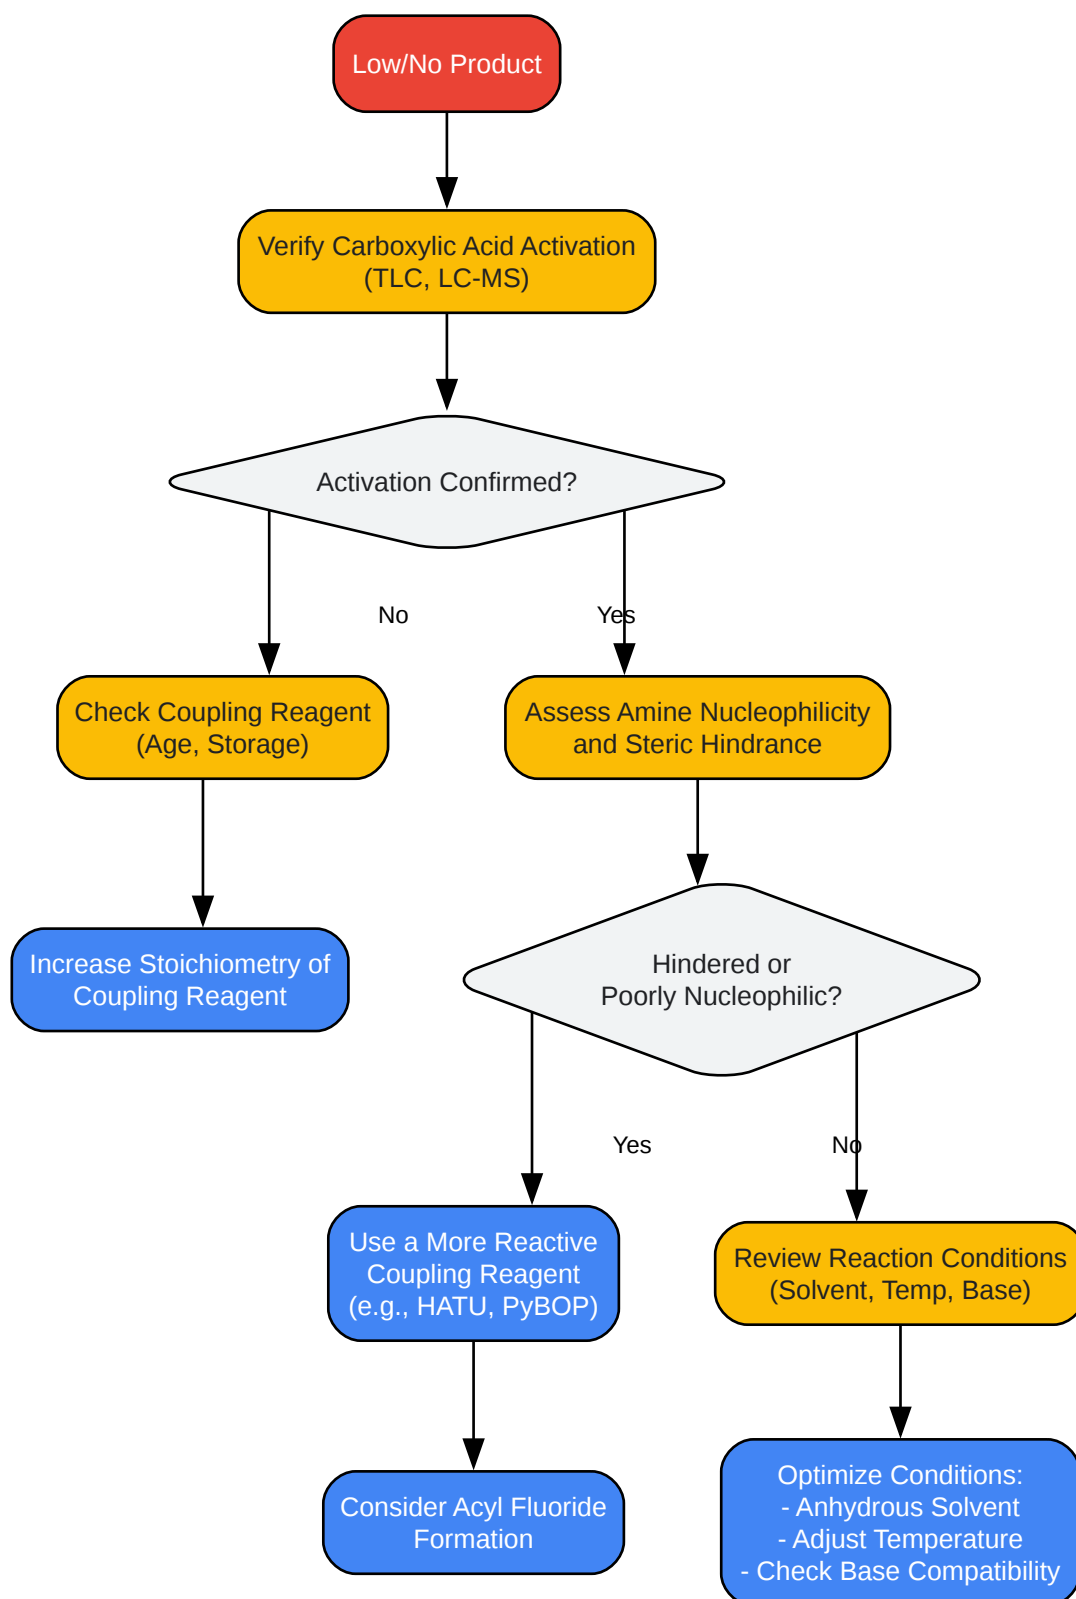 Low/No Product
Verify Carboxylic Acid Activation
(TLC, LC-MS)
Activation Confirmed?
No
Yes
Check Coupling Reagent
(Age, Storage)
Assess Amine Nucleophilicity
and Steric Hindrance
Increase Stoichiometry of
Coupling Reagent
Hindered or
Poorly Nucleophilic?
Yes
No
Use a More Reactive
Coupling Reagent
(e.g., HATU, PyBOP)
Review Reaction Conditions
(Solvent, Temp, Base)
Consider Acyl Fluoride
Formation
Optimize Conditions:
- Anhydrous Solvent
- Adjust Temperature
- Check Base Compatibility